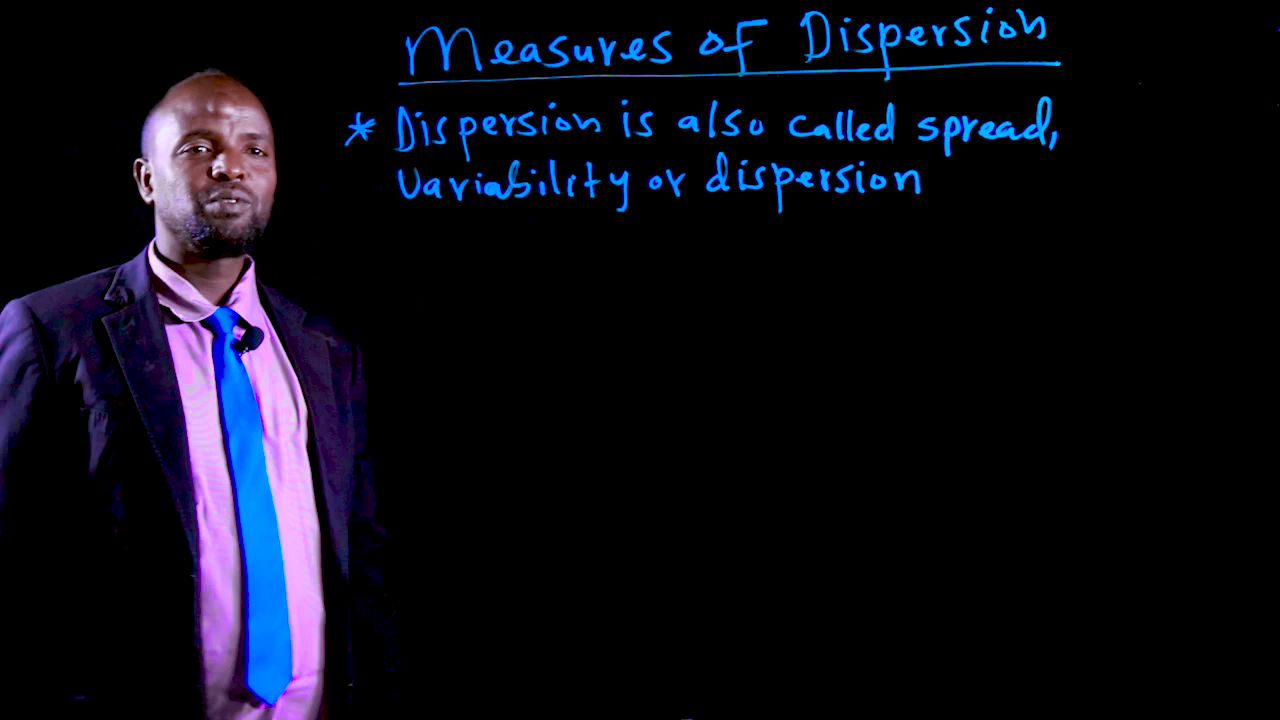 Measures of Dispersion
* Dispersion is also called spread,
Variability or dispersion